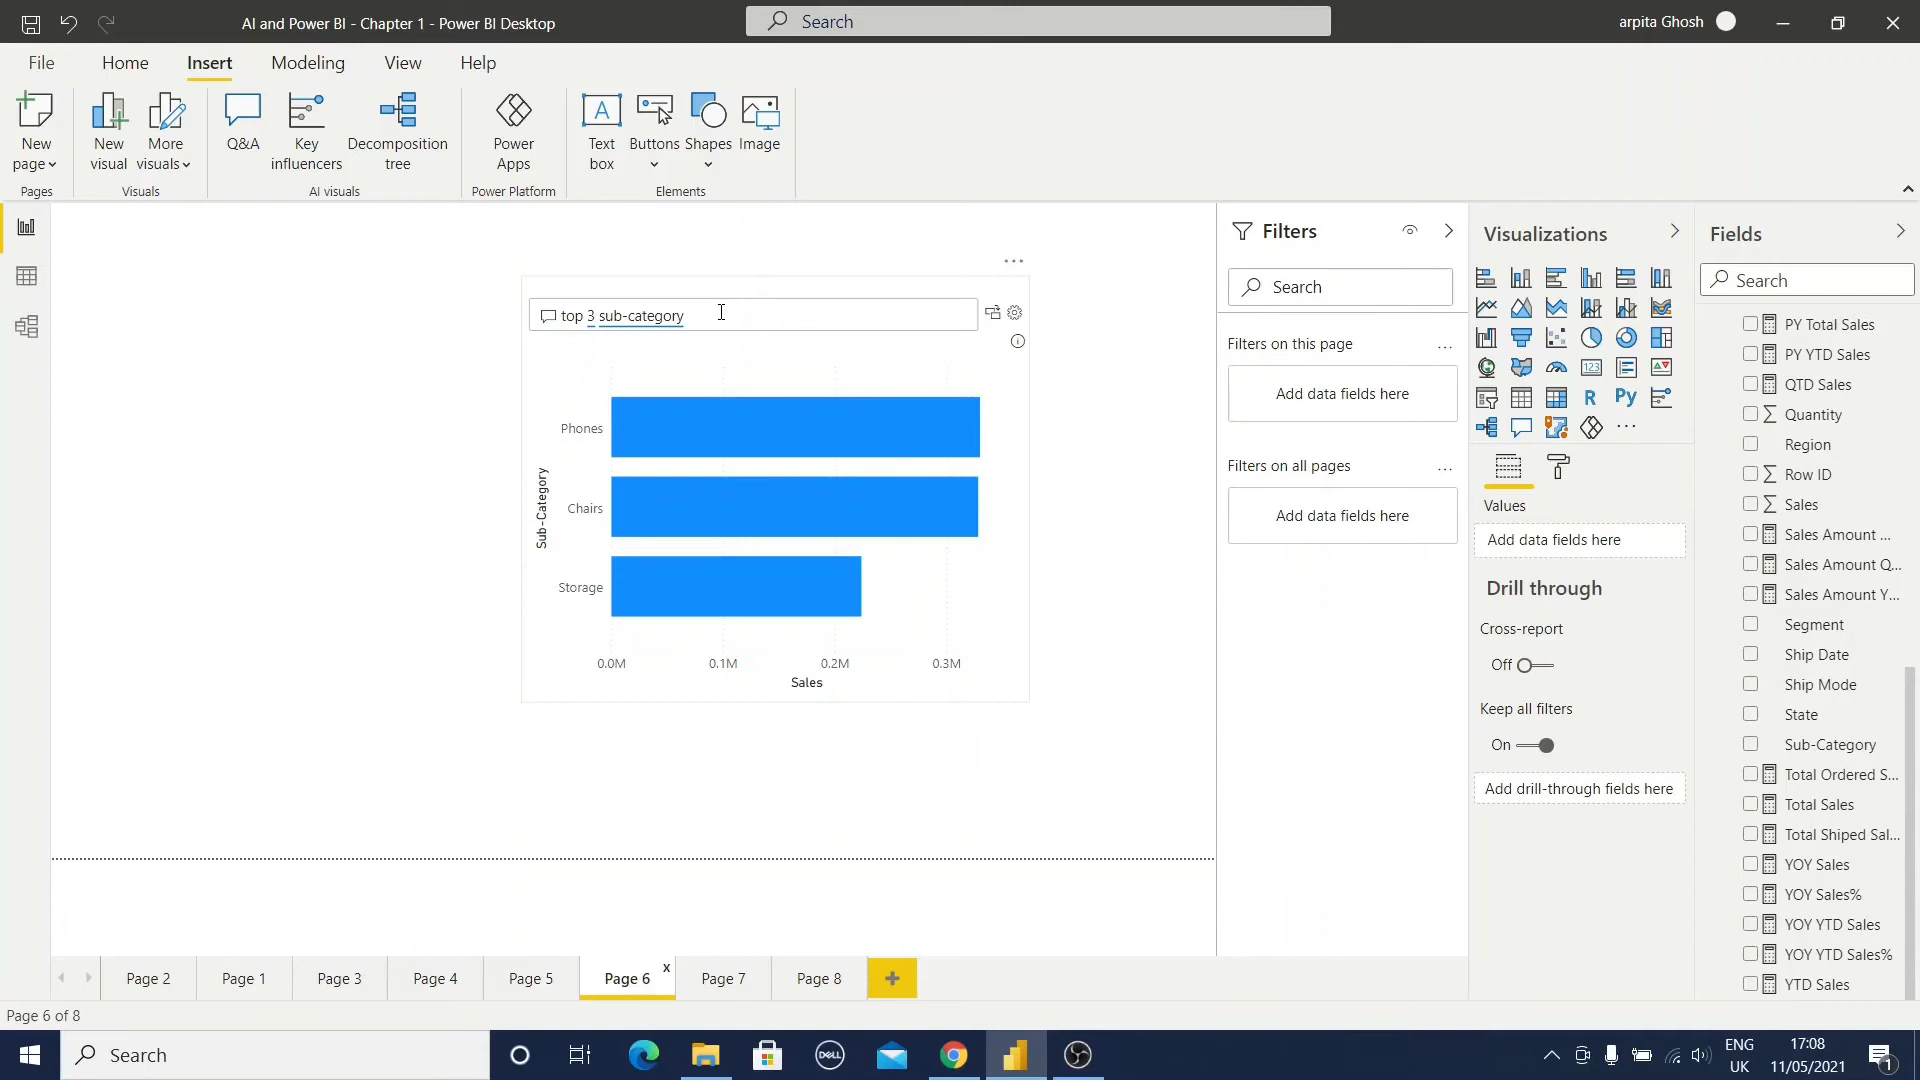 AI and Power BI - Chapter 1 - Power BI Desktop
Search
arpita Ghosh
File
Home
Insert
Modeling
View
Help
New
page
New
visual
More
visuals
Q&A
Key
influencers
Decomposition
tree
Power
Apps
A
Text
box
Buttons
Shapes
Image
Pages
Visuals
AI visuals
Power Platform
Elements
top 3 sub-category
Sub-Category
Phones
Chairs
Storage
0.0M
0.1M
0.2M
0.3M
Sales
Filters
Search
Filters on this page
Add data fields here
Filters on all pages
Add data fields here
Visualizations
123
R
Py
Values
Add data fields here
Drill through
Cross-report
Off
Keep all filters
On
Add drill-through fields here
Fields
Search
PY Total Sales
PY YTD Sales
QTD Sales
Quantity
Region
Row ID
Sales
Sales Amount ...
Sales Amount Q...
Sales Amount Y...
Segment
Ship Date
Ship Mode
State
Sub-Category
Total Ordered S...
Total Sales
Total Shiped Sal...
YOY Sales
YOY Sales%
YOY YTD Sales
YOY YTD Sales%
YTD Sales
Page 2
Page 1
Page 3
Page 4
Page 5
Page 6
x
Page 7
Page 8
Page 6 of 8
Search
DELL
ENG
UK
17:08
11/05/2021
1